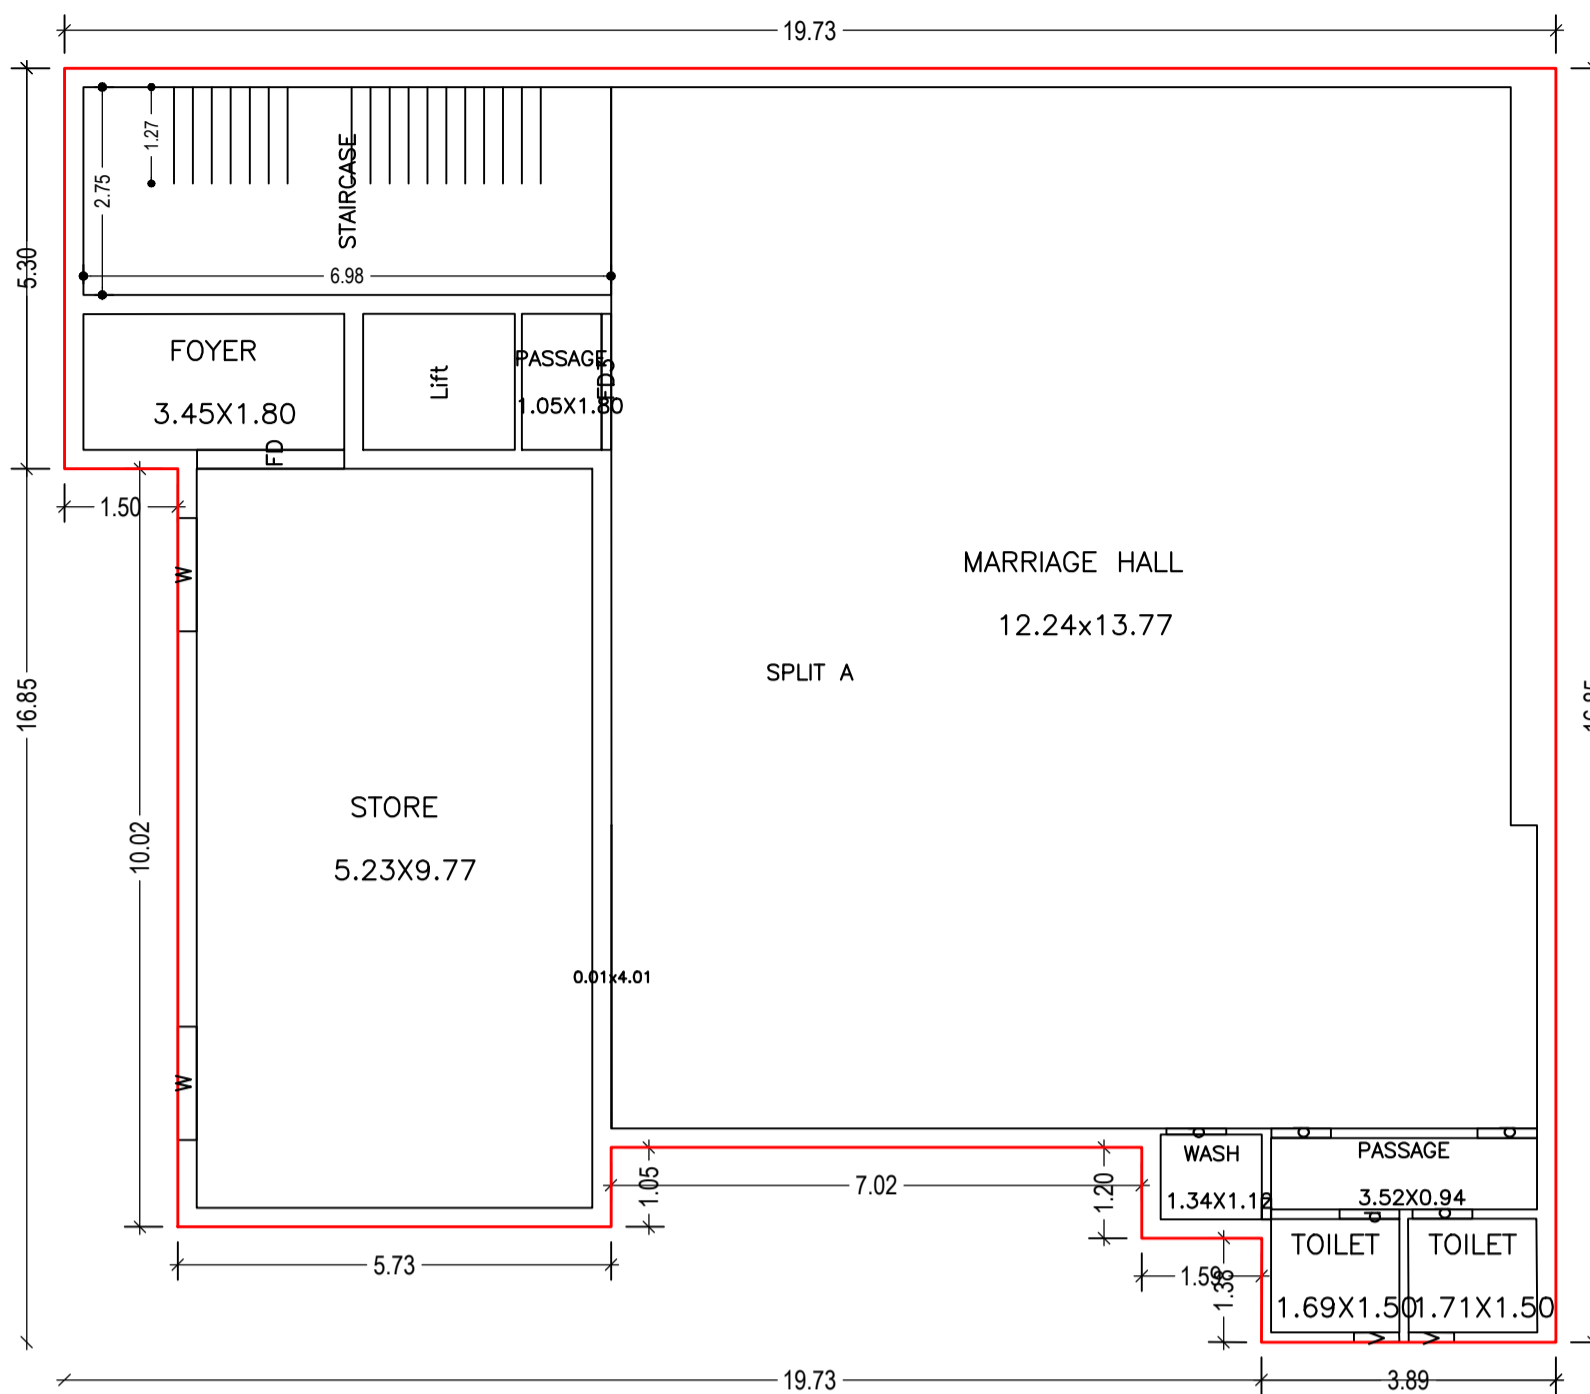 19.73
1.27
2.75
STAIRCASE
5.30
6.98
FOYER
3.45X1.80
Lift
PASSAGE
1.05X1.80
FD3
FD
1.50
W
MARRIAGE HALL
12.24x13.77
SPLIT A
16.85
16.85
STORE
5.23X9.77
10.02
0.01x4.01
W
d
d
d
WASH
1.34X1.12
PASSAGE
3.52X0.94
1.05
7.02
1.20
d
d
TOILET
1.69X1.50
TOILET
1.71X1.50
5.73
1.59
1.38
V
V
19.73
3.89